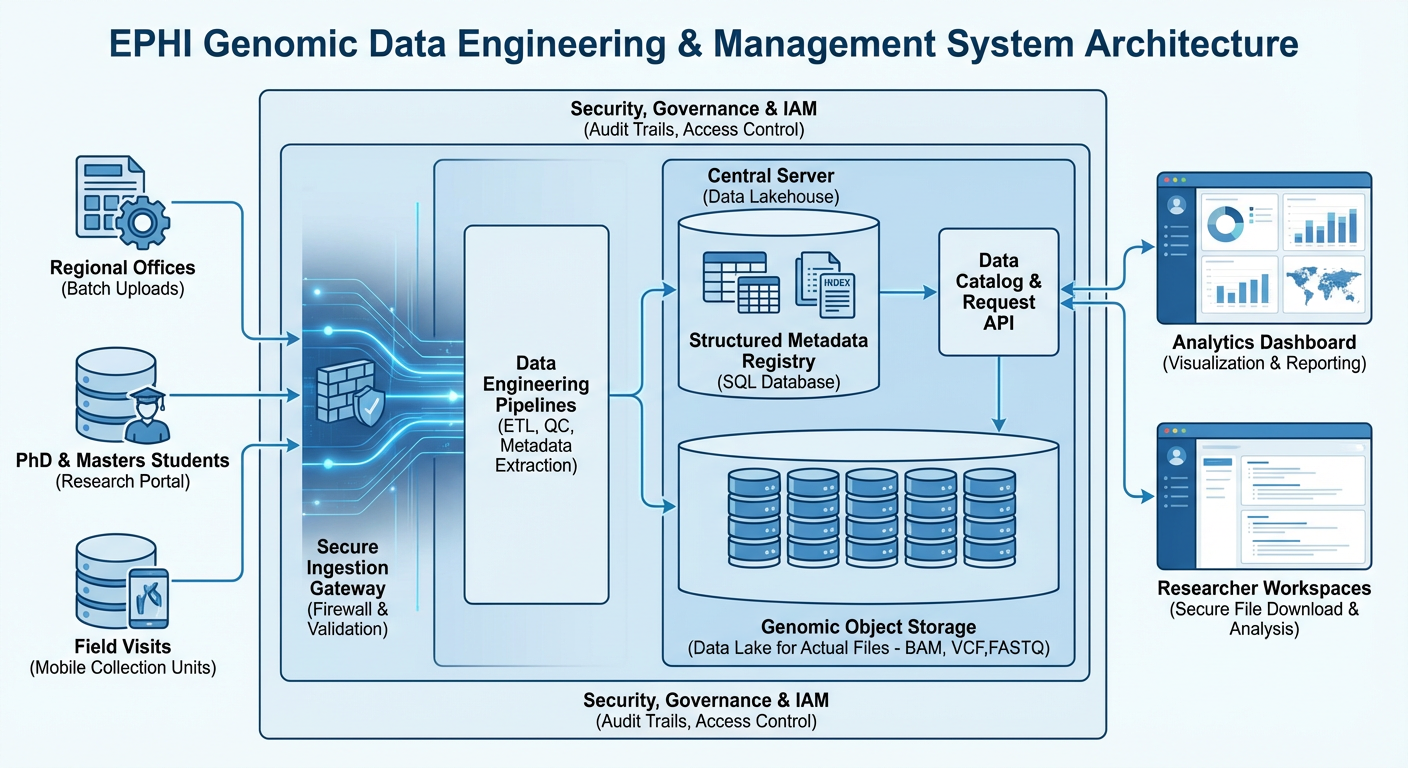 EPHI Genomic Data Engineering & Management System Architecture
Security, Governance & IAM
(Audit Trails, Access Control)
Regional Offices
(Batch Uploads)
PhD & Masters Students
(Research Portal)
Field Visits
(Mobile Collection Units)
Secure
Ingestion
Gateway
(Firewall &
Validation)
Data
Engineering
Pipelines
(ETL, QC,
Metadata
Extraction)
Central Server
(Data Lakehouse)
INDEX
Structured Metadata
Registry
(SQL Database)
Data
Catalog &
Request
API
Genomic Object Storage
(Data Lake for Actual Files - BAM, VCF,FASTQ)
Analytics Dashboard
(Visualization & Reporting)
Researcher Workspaces
(Secure File Download &
Analysis)
Security, Governance & IAM
(Audit Trails, Access Control)